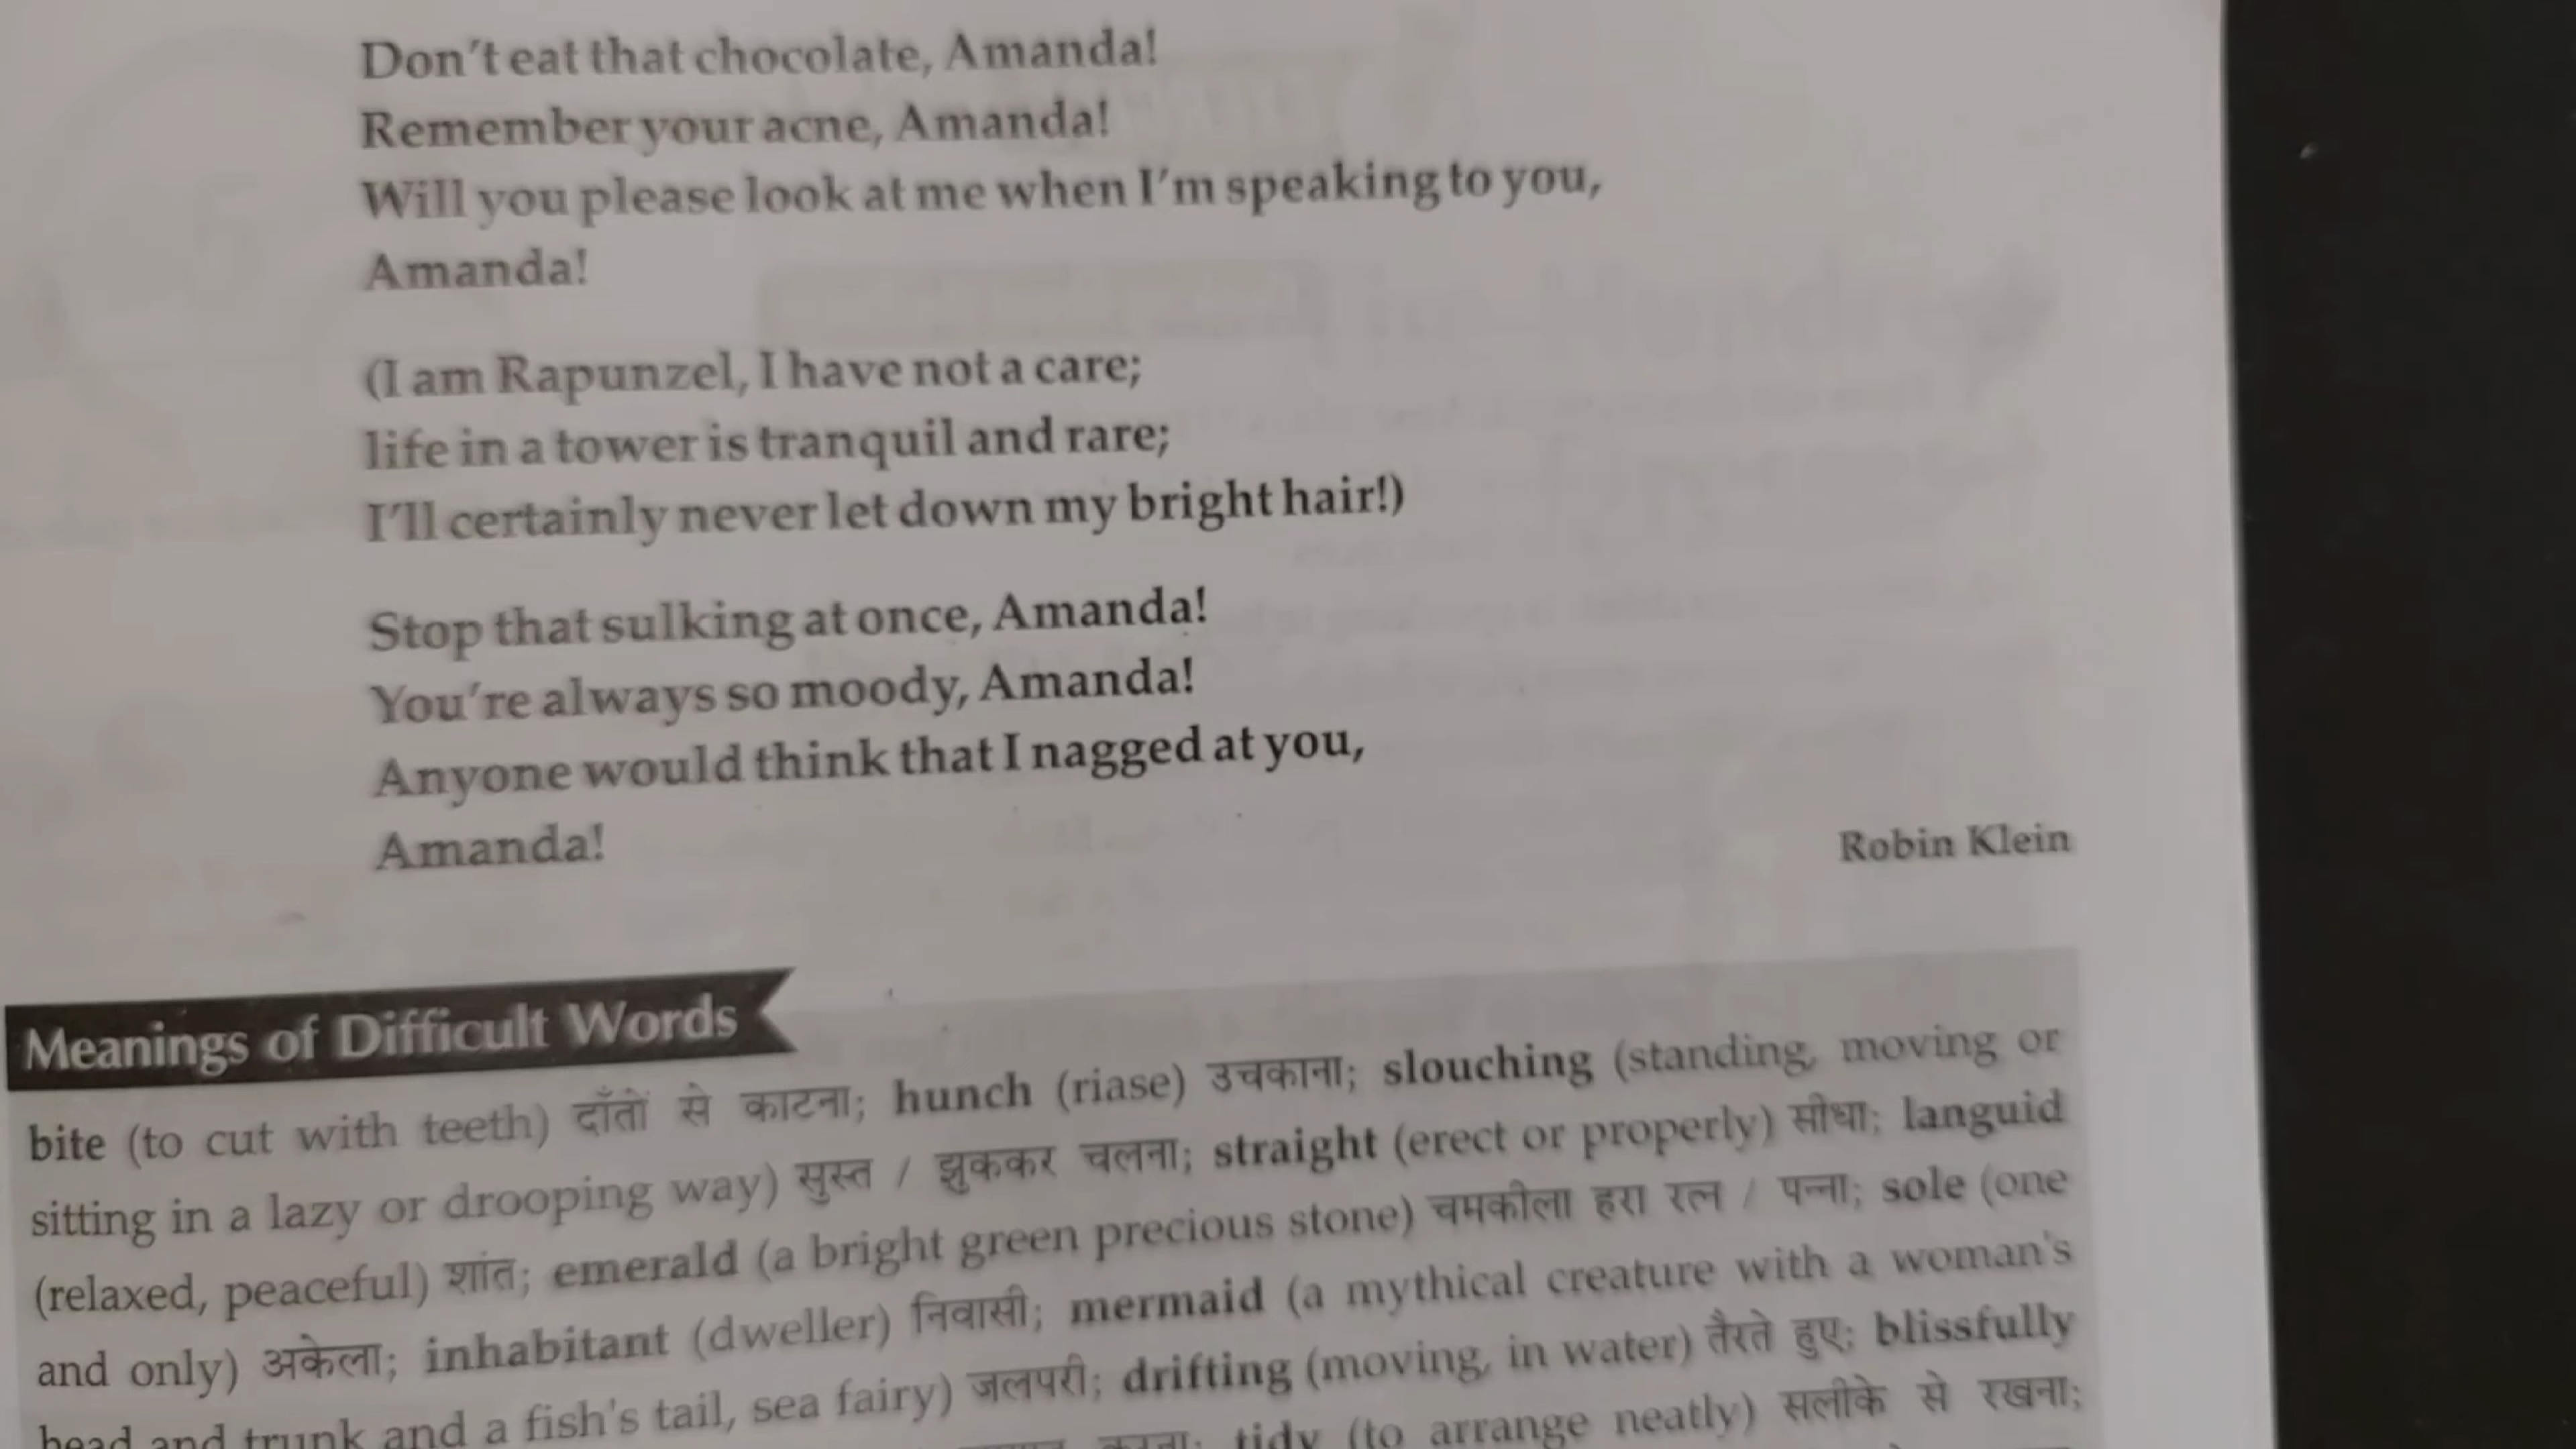 Don't eat that chocolate, Amanda!
Remember your acne, Amanda!
Will you please look at me when I'm speaking to you,
Amanda!
(I am Rapunzel, I have not a care;
life in a tower is tranquil and rare;
I'll certainly never let down my bright hair!)
Stop that sulking at once, Amanda!
You're always so moody, Amanda!
Anyone would think that I nagged at you,
Amanda!
Robin Klein
Meanings of Difficult Words
bite (to cut with teeth) दाँतों से काटना; hunch (riase) उचकाना; slouching (standing, moving or
sitting in a lazy or drooping way) सुस्त / झुककर चलना; straight (erect or properly) सीधा; languid
(relaxed, peaceful) शांत; emerald (a bright green precious stone) चमकीला हरा रत्न / पन्ना; sole (one
and only) अकेला; inhabitant (dweller) निवासी; mermaid (a mythical creature with a woman's
head and trunk and a fish's tail, sea fairy) जलपरी; drifting (moving, in water) तैरते हुए; blissfully
करना; tidy (to arrange neatly) सलीके से रखना;